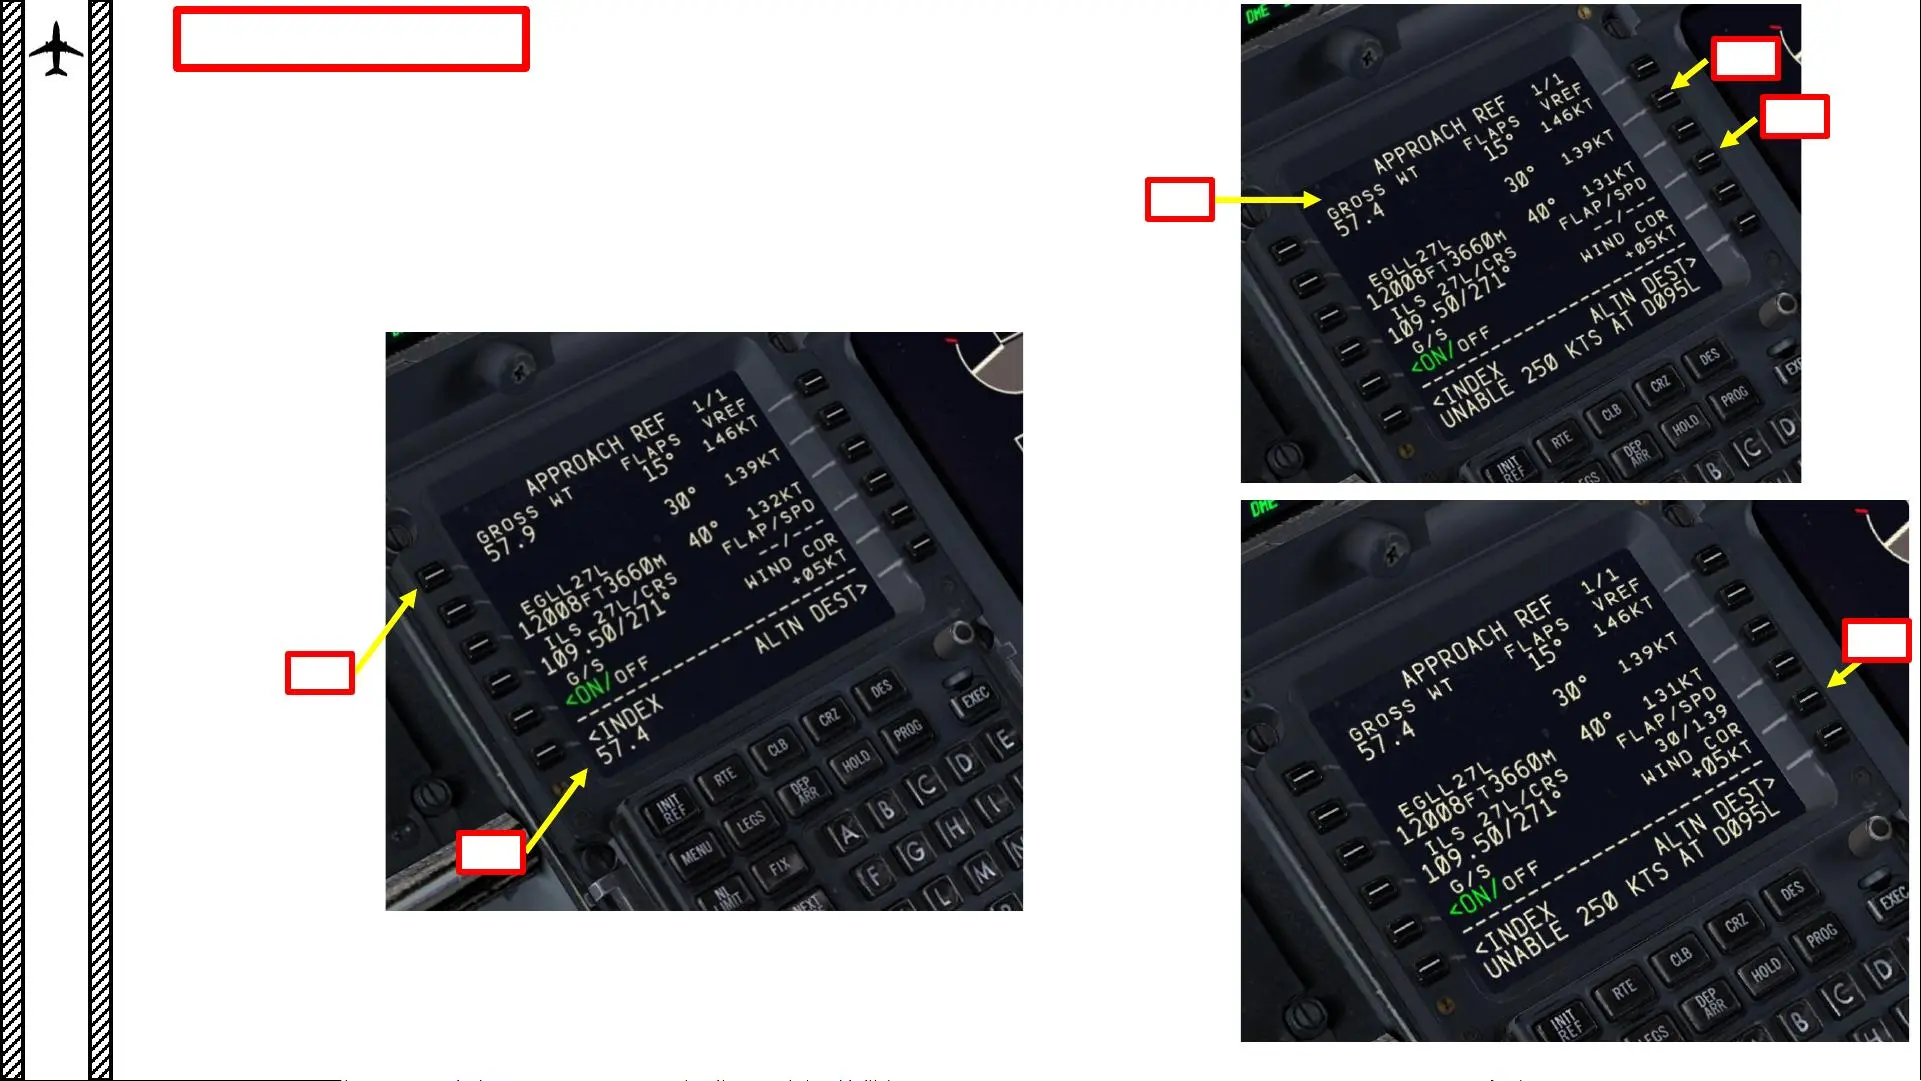 APPROACH REF 1/1
GROSS WT FLAPS VREF
57.9 15° 146KT
30° 139KT
EGLL27L 40° 132KT
12008FT3660M FLAP/SPD
ILS 27L/CRS --/---
109.50/271° WIND COR
G/S +05KT
<ON/OFF
--------------------
<INDEX ALTN DEST>
57.4
INIT REF
RTE
CLB
CRZ
DES
MENU
LEGS
DEP ARR
HOLD
PROG
EXEC
N1 LIMIT
FIX
A
B
C
D
E
F
G
H
I
L
M
N
DME
APPROACH REF 1/1
GROSS WT FLAPS VREF
57.4 15° 146KT
30° 139KT
EGLL27L 40° 131KT
12008FT3660M FLAP/SPD
ILS 27L/CRS --/---
109.50/271° WIND COR
G/S +05KT
<ON/OFF
--------------------
<INDEX ALTN DEST>
UNABLE 250 KTS AT D095L
INIT REF
RTE
CLB
CRZ
DES
DEP ARR
HOLD
PROG
B
C
D
DME
APPROACH REF 1/1
GROSS WT FLAPS VREF
57.4 15° 146KT
30° 139KT
EGLL27L 40° 131KT
12008FT3660M FLAP/SPD
ILS 27L/CRS 30/139
109.50/271° WIND COR
G/S +05KT
<ON/OFF
--------------------
<INDEX ALTN DEST>
UNABLE 250 KTS AT D095L
INIT REF
RTE
CLB
CRZ
DES
LEGS
DEP ARR
HOLD
PROG
EXEC
B
C
D